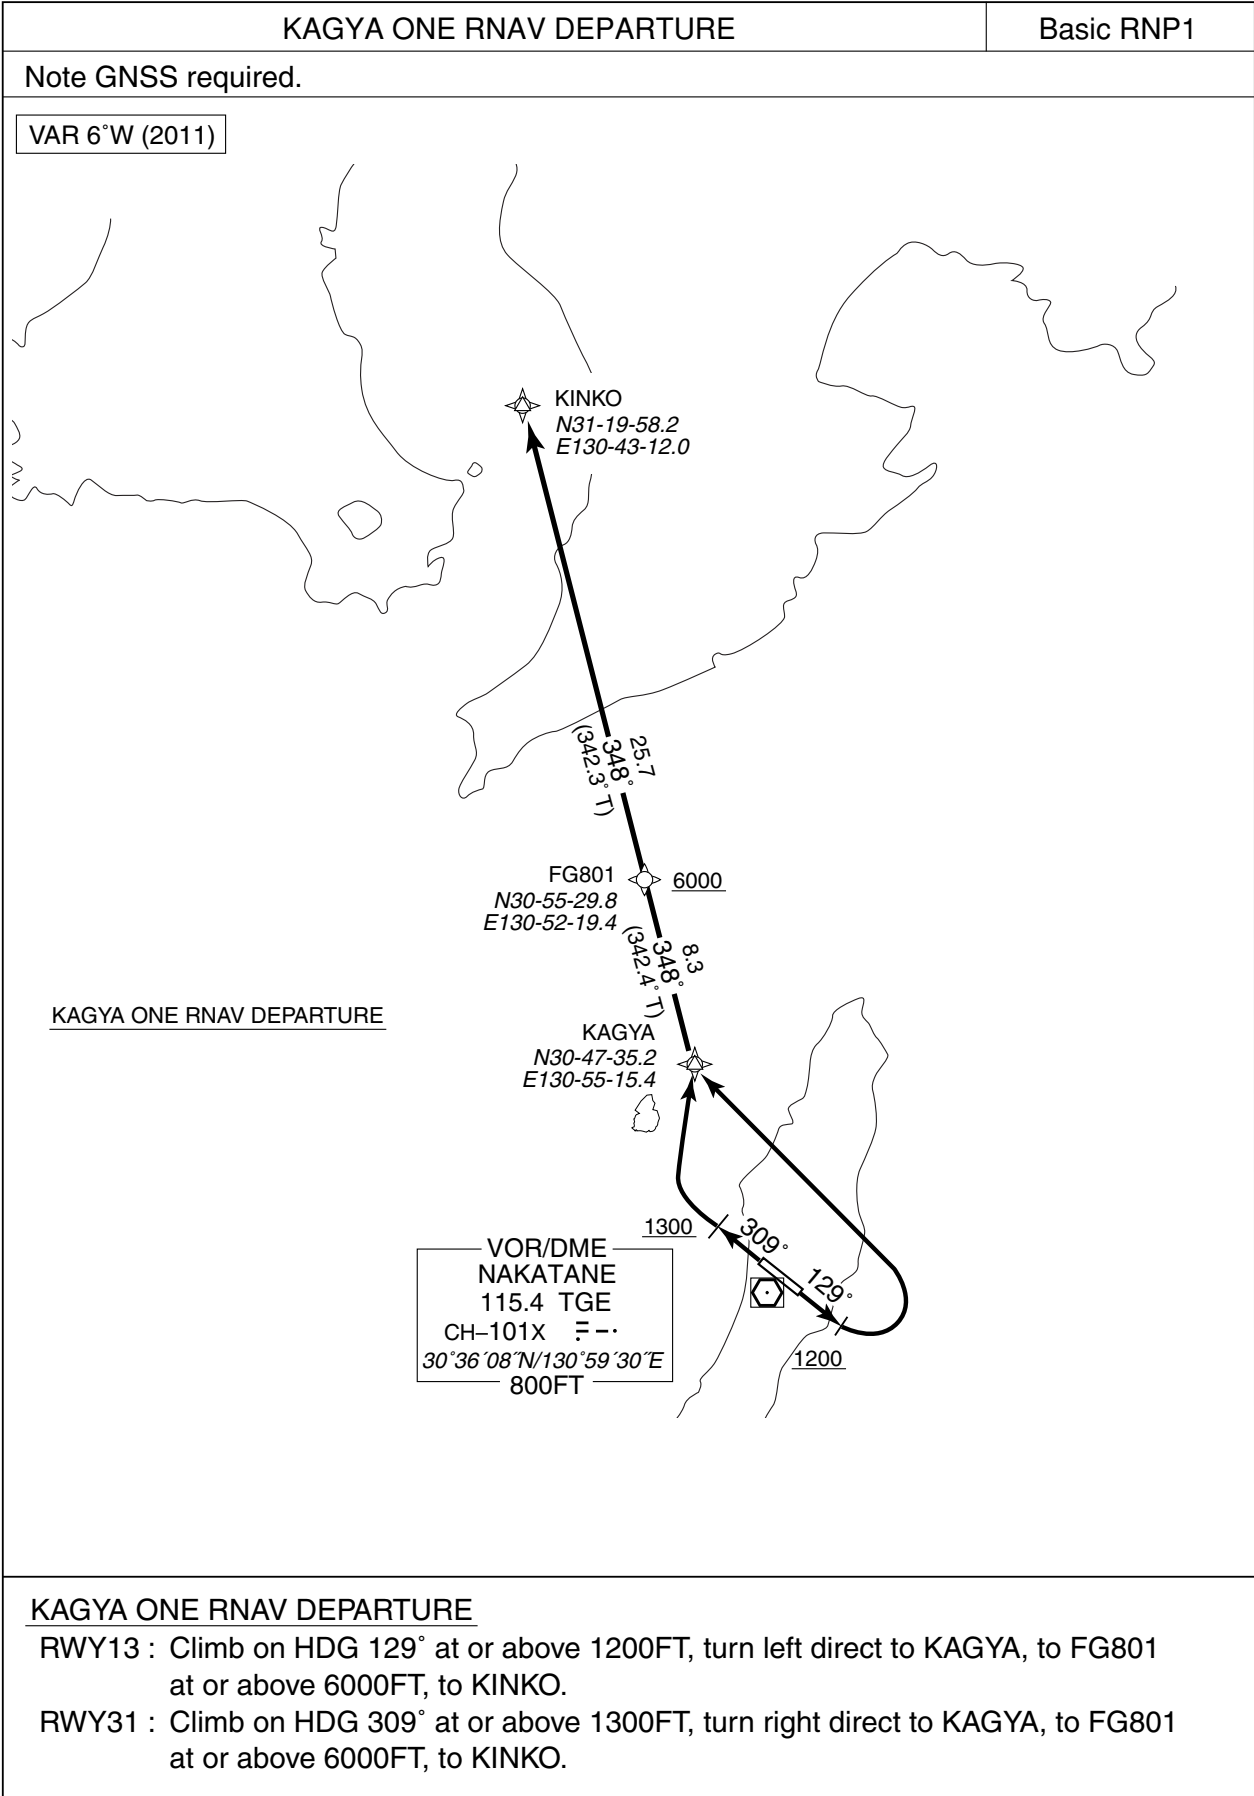 KAGYA ONE RNAV DEPARTURE
Basic RNP1
Note GNSS required.
VAR 6˚W (2011)
KINKO
N31-19-58.2
E130-43-12.0
25.7
348˚
(342.3˚ T)
FG801
N30-55-29.8
E130-52-19.4
6000
8.3
348˚
(342.4˚ T)
KAGYA ONE RNAV DEPARTURE
KAGYA
N30-47-35.2
E130-55-15.4
1300
309˚
129˚
1200
VOR/DME
NAKATANE
115.4 TGE
CH–101X
30˚36´08˝N/130˚59´30˝E
800FT
KAGYA ONE RNAV DEPARTURE
RWY13 : Climb on HDG 129˚ at or above 1200FT, turn left direct to KAGYA, to FG801
at or above 6000FT, to KINKO.
RWY31 : Climb on HDG 309˚ at or above 1300FT, turn right direct to KAGYA, to FG801
at or above 6000FT, to KINKO.